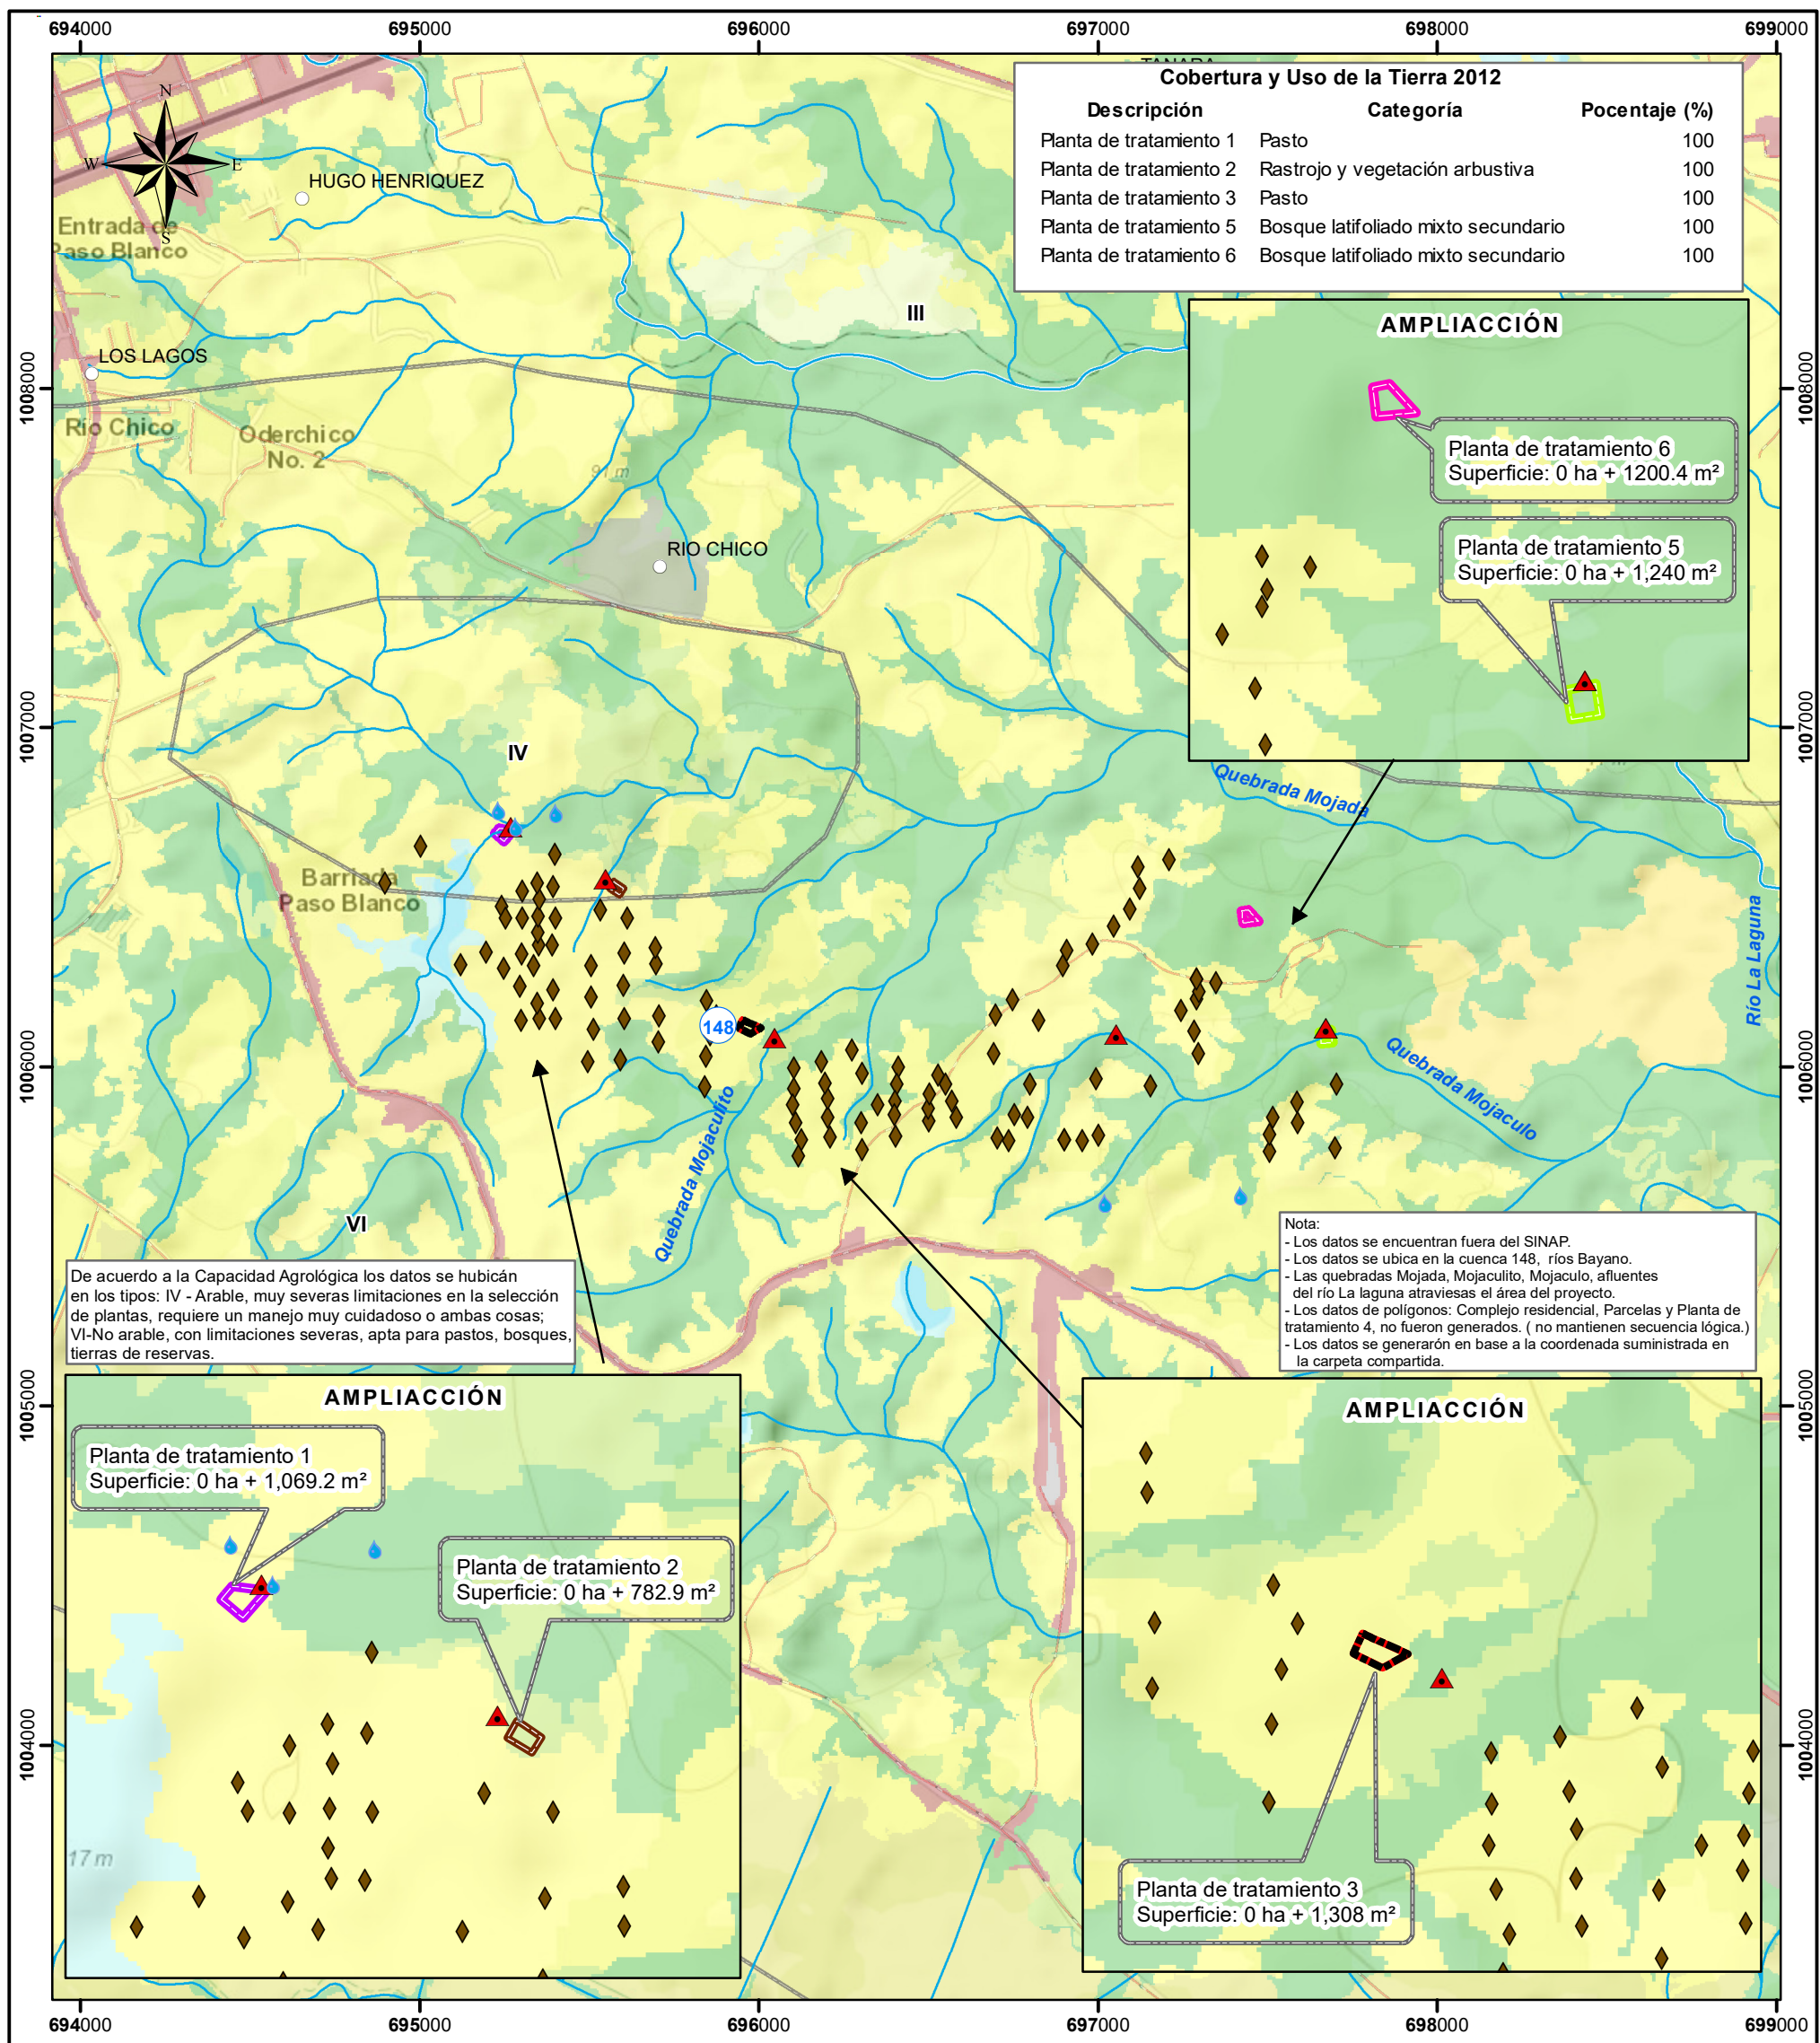 694000 695000 696000 697000 698000 699000
Cobertura y Uso de la Tierra 2012
Descripción Categoría Pocentaje (%)
Planta de tratamiento 1 Pasto 100
Planta de tratamiento 2 Rastrojo y vegetación arbustiva 100
Planta de tratamiento 3 Pasto 100
Planta de tratamiento 5 Bosque latifoliado mixto secundario 100
Planta de tratamiento 6 Bosque latifoliado mixto secundario 100
N
W E
S
HUGO HENRIQUEZ
Entrada de
Paso Blanco
III
LOS LAGOS
1008000 1008000
Río Chico
Oderchico
No. 2
91 m
RIO CHICO
AMPLIACCIÓN
Planta de tratamiento 6
Superficie: 0 ha + 1200.4 m²
Planta de tratamiento 5
Superficie: 0 ha + 1,240 m²
1007000 1007000
IV
Quebrada Mojada
Barriada
Paso Blanco
Río La Laguna
148
1006000 1006000
Quebrada Mojaculo
Quebrada Mojaculito
VI
De acuerdo a la Capacidad Agrológica los datos se hubicán
en los tipos: IV - Arable, muy severas limitaciones en la selección
de plantas, requiere un manejo muy cuidadoso o ambas cosas;
VI-No arable, con limitaciones severas, apta para pastos, bosques,
tierras de reservas.
Nota:
- Los datos se encuentran fuera del SINAP.
- Los datos se ubica en la cuenca 148, ríos Bayano.
- Las quebradas Mojada, Mojaculito, Mojaculo, afluentes
del río La laguna atraviesas el área del proyecto.
- Los datos de polígonos: Complejo residencial, Parcelas y Planta de
tratamiento 4, no fueron generados. ( no mantienen secuencia lógica.)
- Los datos se generarón en base a la coordenada suministrada en
la carpeta compartida.
1005000 1005000
AMPLIACCIÓN
Planta de tratamiento 1
Superficie: 0 ha + 1,069.2 m²
Planta de tratamiento 2
Superficie: 0 ha + 782.9 m²
17 m
AMPLIACCIÓN
Planta de tratamiento 3
Superficie: 0 ha + 1,308 m²
1004000 1004000
694000 695000 696000 697000 698000 699000